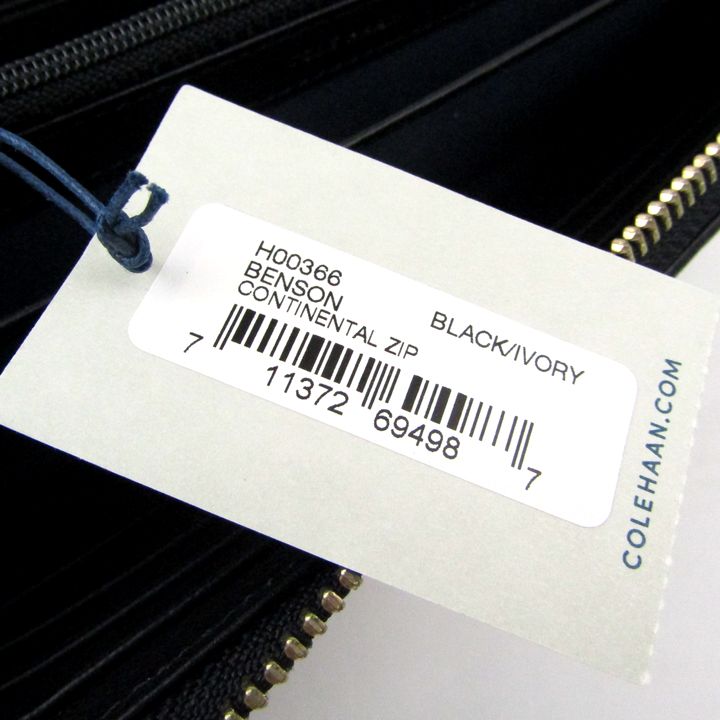 H00366
BENSON
CONTINENTAL ZIP
BLACK/IVORY
7 11372 69498 7
COLEHAAN.COM